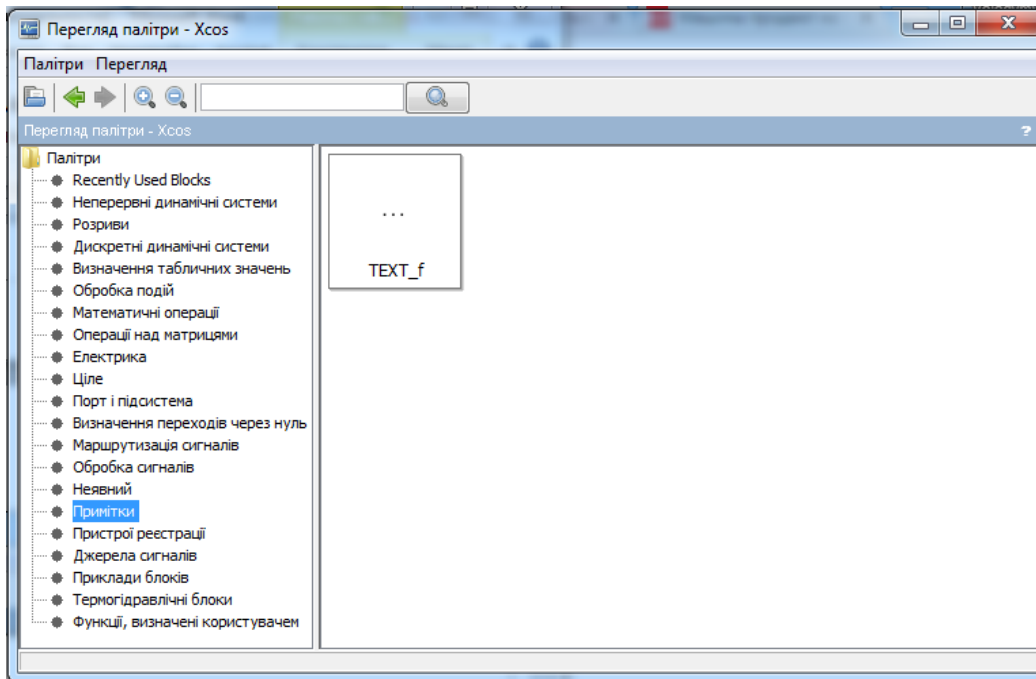 Перегляд палітри - Xcos
Палітри Перегляд
Перегляд палітри - Xcos ?
Палітри
Recently Used Blocks
Неперервні динамічні системи
Розриви
Дискретні динамічні системи
Визначення табличних значень
Обробка подій
Математичні операції
Операції над матрицями
Електрика
Ціле
Порт і підсистема
Визначення переходів через нуль
Маршрутизація сигналів
Обробка сигналів
Неявний
Примітки
Пристрої реєстрації
Джерела сигналів
Приклади блоків
Термогідравлічні блоки
Функції, визначені користувачем
...
TEXT_f